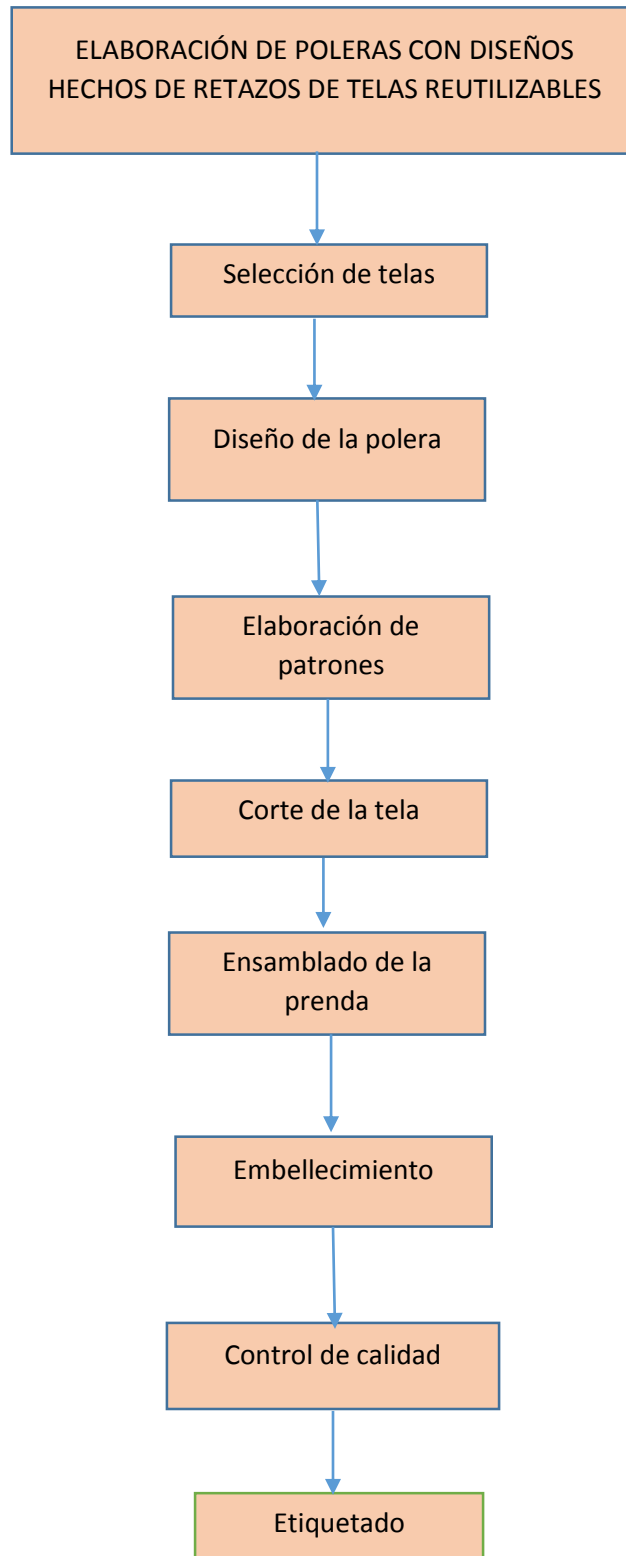 ELABORACIÓN DE POLERAS CON DISEÑOS
HECHOS DE RETAZOS DE TELAS REUTILIZABLES
Selección de telas
Diseño de la polera
Elaboración de
patrones
Corte de la tela
Ensamblado de la
prenda
Embellecimiento
Control de calidad
Etiquetado